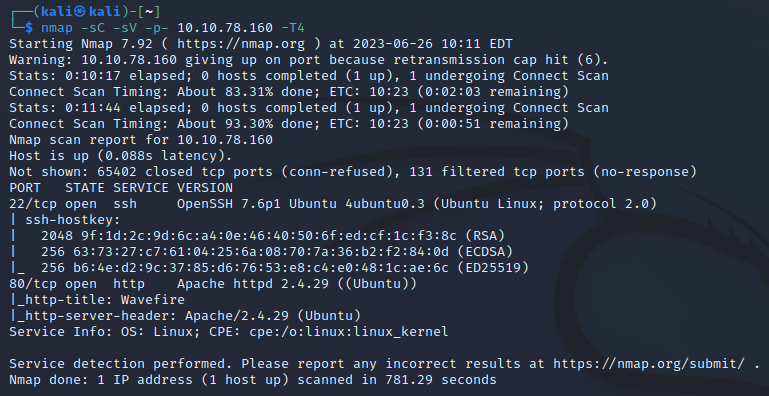 ┌──(kali㉿kali)-[~]
└─$ nmap -sC -sV -p- 10.10.78.160 -T4
Starting Nmap 7.92 ( https://nmap.org ) at 2023-06-26 10:11 EDT
Warning: 10.10.78.160 giving up on port because retransmission cap hit (6).
Stats: 0:10:17 elapsed; 0 hosts completed (1 up), 1 undergoing Connect Scan
Connect Scan Timing: About 83.31% done; ETC: 10:23 (0:02:03 remaining)
Stats: 0:11:44 elapsed; 0 hosts completed (1 up), 1 undergoing Connect Scan
Connect Scan Timing: About 93.30% done; ETC: 10:23 (0:00:51 remaining)
Nmap scan report for 10.10.78.160
Host is up (0.088s latency).
Not shown: 65402 closed tcp ports (conn-refused), 131 filtered tcp ports (no-response)
PORT   STATE SERVICE VERSION
22/tcp open  ssh     OpenSSH 7.6p1 Ubuntu 4ubuntu0.3 (Ubuntu Linux; protocol 2.0)
| ssh-hostkey:
|   2048 9f:1d:2c:9d:6c:a4:0e:46:40:50:6f:ed:cf:1c:f3:8c (RSA)
|   256 63:73:27:c7:61:04:25:6a:08:70:7a:36:b2:f2:84:0d (ECDSA)
|_  256 b6:4e:d2:9c:37:85:d6:76:53:e8:c4:e0:48:1c:ae:6c (ED25519)
80/tcp open  http    Apache httpd 2.4.29 ((Ubuntu))
|_http-title: Wavefire
|_http-server-header: Apache/2.4.29 (Ubuntu)
Service Info: OS: Linux; CPE: cpe:/o:linux:linux_kernel

Service detection performed. Please report any incorrect results at https://nmap.org/submit/ .
Nmap done: 1 IP address (1 host up) scanned in 781.29 seconds